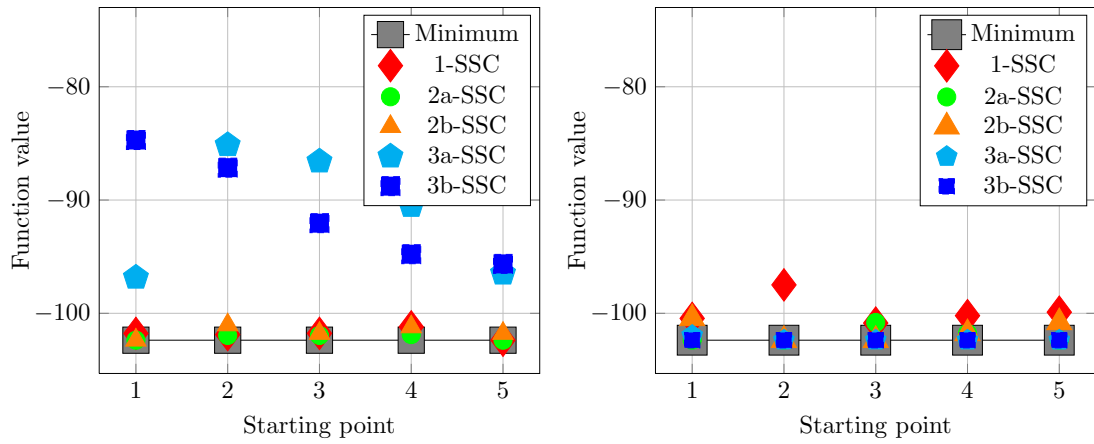 Minimum
1-SSC
2a-SSC
2b-SSC
3a-SSC
3b-SSC
−80
−90
−100
Function value
1 2 3 4 5
Starting point
Minimum
1-SSC
2a-SSC
2b-SSC
3a-SSC
3b-SSC
−80
−90
−100
Function value
1 2 3 4 5
Starting point